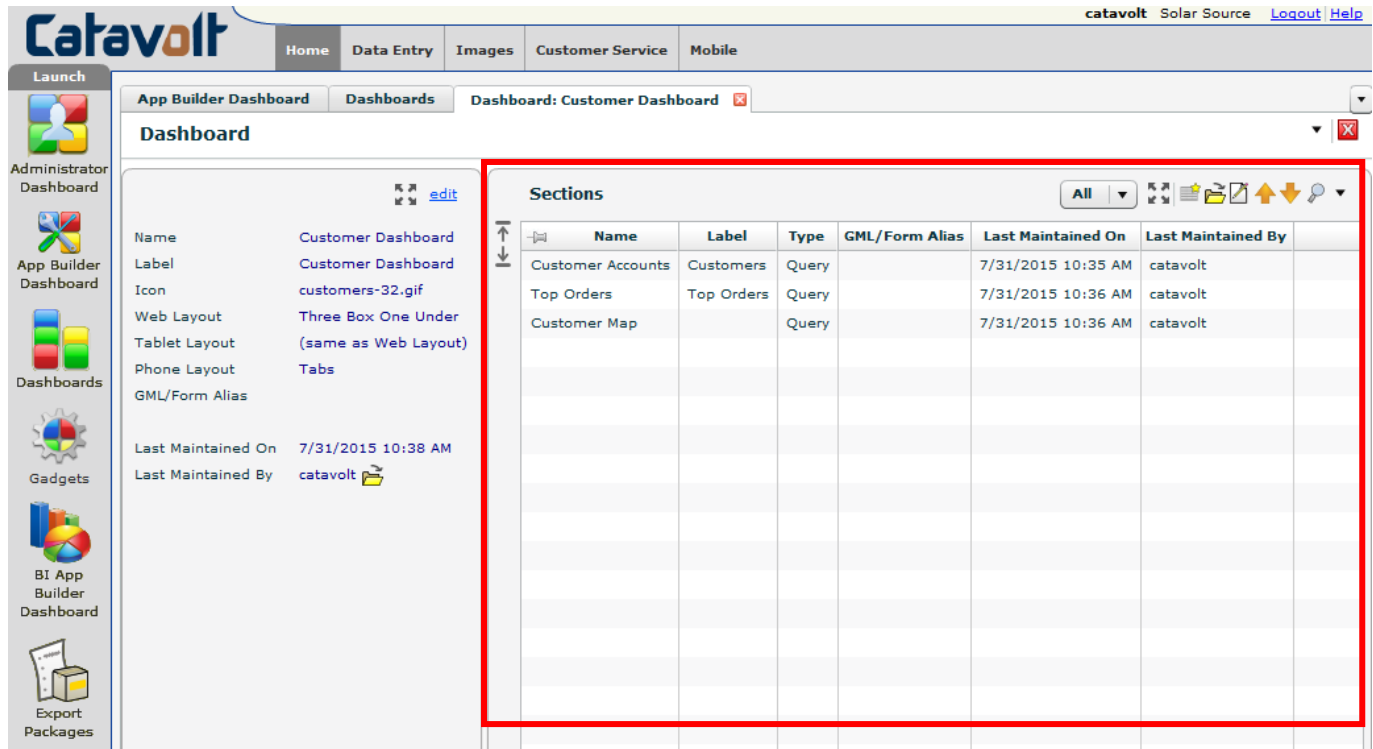 catavolt Solar Source Logout Help
Catavolt
Home Data Entry Images Customer Service Mobile
Launch
Administrator
Dashboard
App Builder
Dashboard
Dashboards
Gadgets
BI App
Builder
Dashboard
Export
Packages
App Builder Dashboard Dashboards Dashboard: Customer Dashboard
Dashboard
edit
Name Customer Dashboard
Label Customer Dashboard
Icon customers-32.gif
Web Layout Three Box One Under
Tablet Layout (same as Web Layout)
Phone Layout Tabs
GML/Form Alias
Last Maintained On 7/31/2015 10:38 AM
Last Maintained By catavolt
Sections All
Name Label Type GML/Form Alias Last Maintained On Last Maintained By
Customer Accounts Customers Query 7/31/2015 10:35 AM catavolt
Top Orders Top Orders Query 7/31/2015 10:36 AM catavolt
Customer Map Query 7/31/2015 10:36 AM catavolt